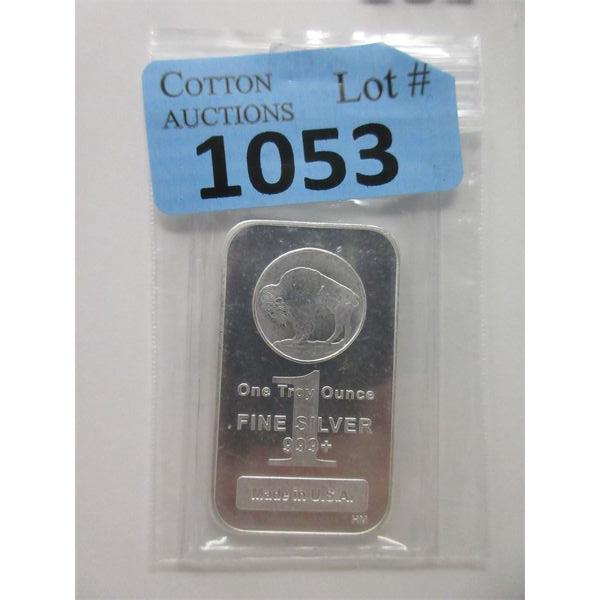 COTTON AUCTIONS
Lot #
1053
1
One Troy Ounce
FINE SILVER
999+
Made in U.S.A.
HM